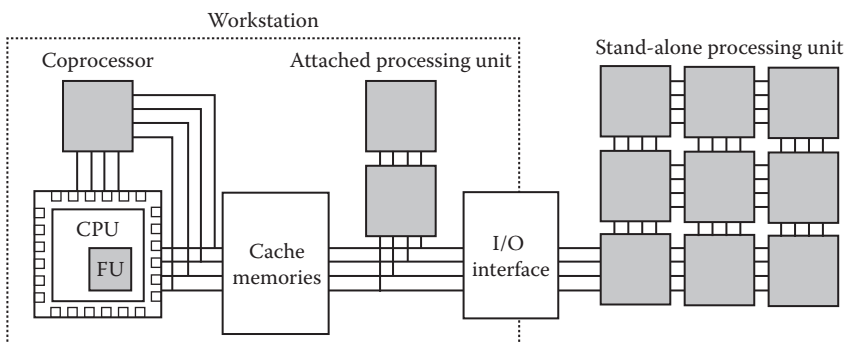 Workstation
Coprocessor
Attached processing unit
Stand-alone processing unit
CPU
FU
Cache
memories
I/O
interface